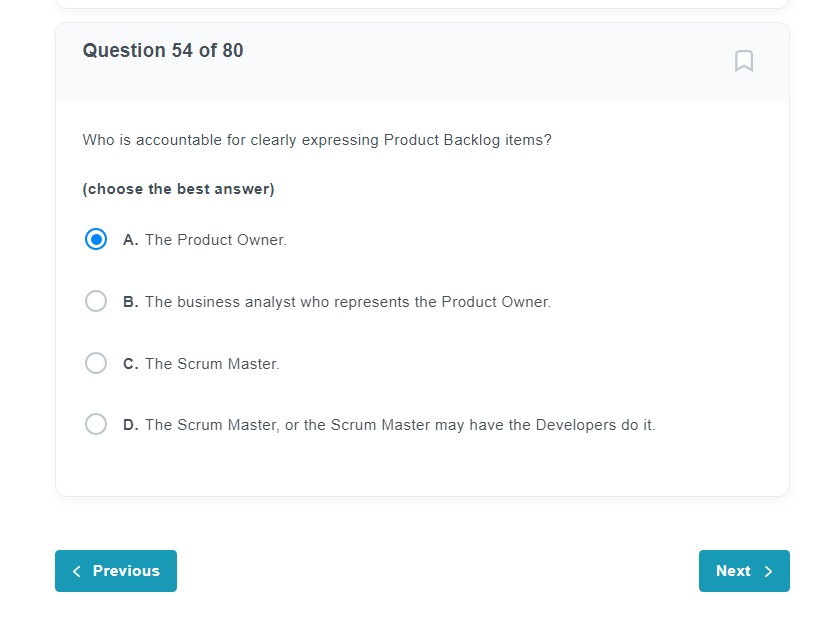 Question 54 of 80
Who is accountable for clearly expressing Product Backlog items?
(choose the best answer)
A. The Product Owner.
B. The business analyst who represents the Product Owner.
C. The Scrum Master.
D. The Scrum Master, or the Scrum Master may have the Developers do it.
Previous
Next